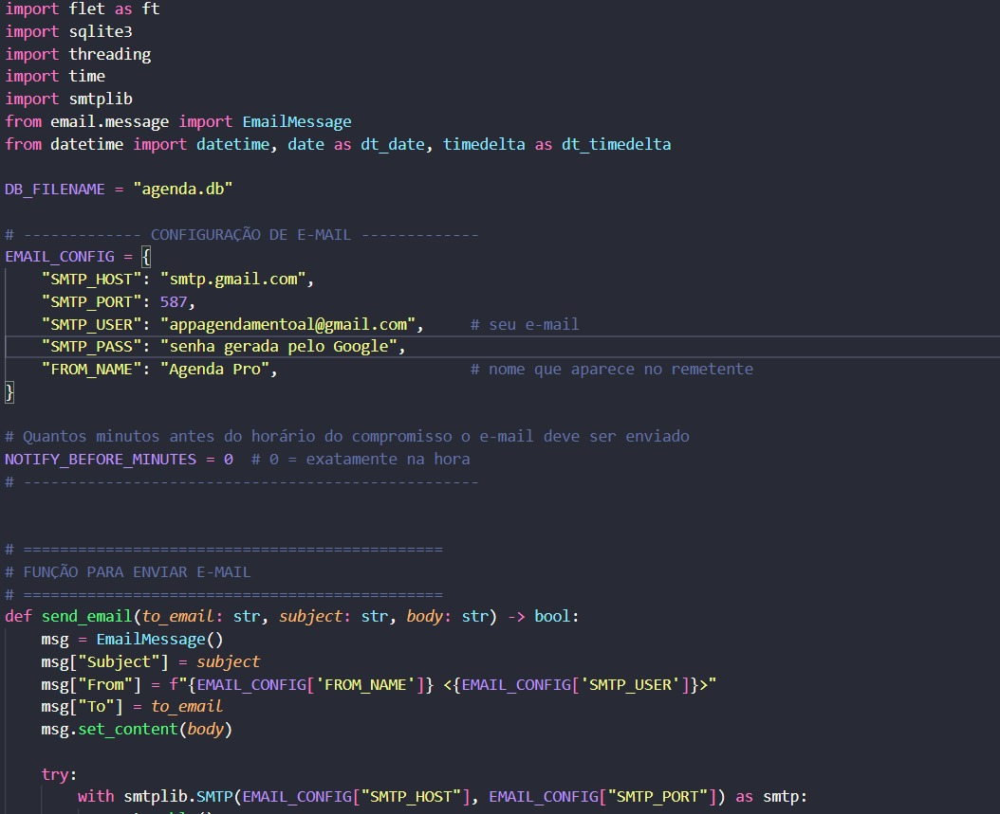 import flet as ft
import sqlite3
import threading
import time
import smtplib
from email.message import EmailMessage
from datetime import datetime, date as dt_date, timedelta as dt_timedelta

DB_FILENAME = "agenda.db"

# ------------- CONFIGURAÇÃO DE E-MAIL -------------
EMAIL_CONFIG = {
    "SMTP_HOST": "smtp.gmail.com",
    "SMTP_PORT": 587,
    "SMTP_USER": "appagendamentoal@gmail.com",     # seu e-mail
    "SMTP_PASS": "senha gerada pelo Google",
    "FROM_NAME": "Agenda Pro",                     # nome que aparece no remetente
}

# Quantos minutos antes do horário do compromisso o e-mail deve ser enviado
NOTIFY_BEFORE_MINUTES = 0  # 0 = exatamente na hora
# --------------------------------------------------

# ==============================================
# FUNÇÃO PARA ENVIAR E-MAIL
# ==============================================
def send_email(to_email: str, subject: str, body: str) -> bool:
    msg = EmailMessage()
    msg["Subject"] = subject
    msg["From"] = f"{EMAIL_CONFIG['FROM_NAME']} <{EMAIL_CONFIG['SMTP_USER']}>"
    msg["To"] = to_email
    msg.set_content(body)

    try:
        with smtplib.SMTP(EMAIL_CONFIG["SMTP_HOST"], EMAIL_CONFIG["SMTP_PORT"]) as smtp: